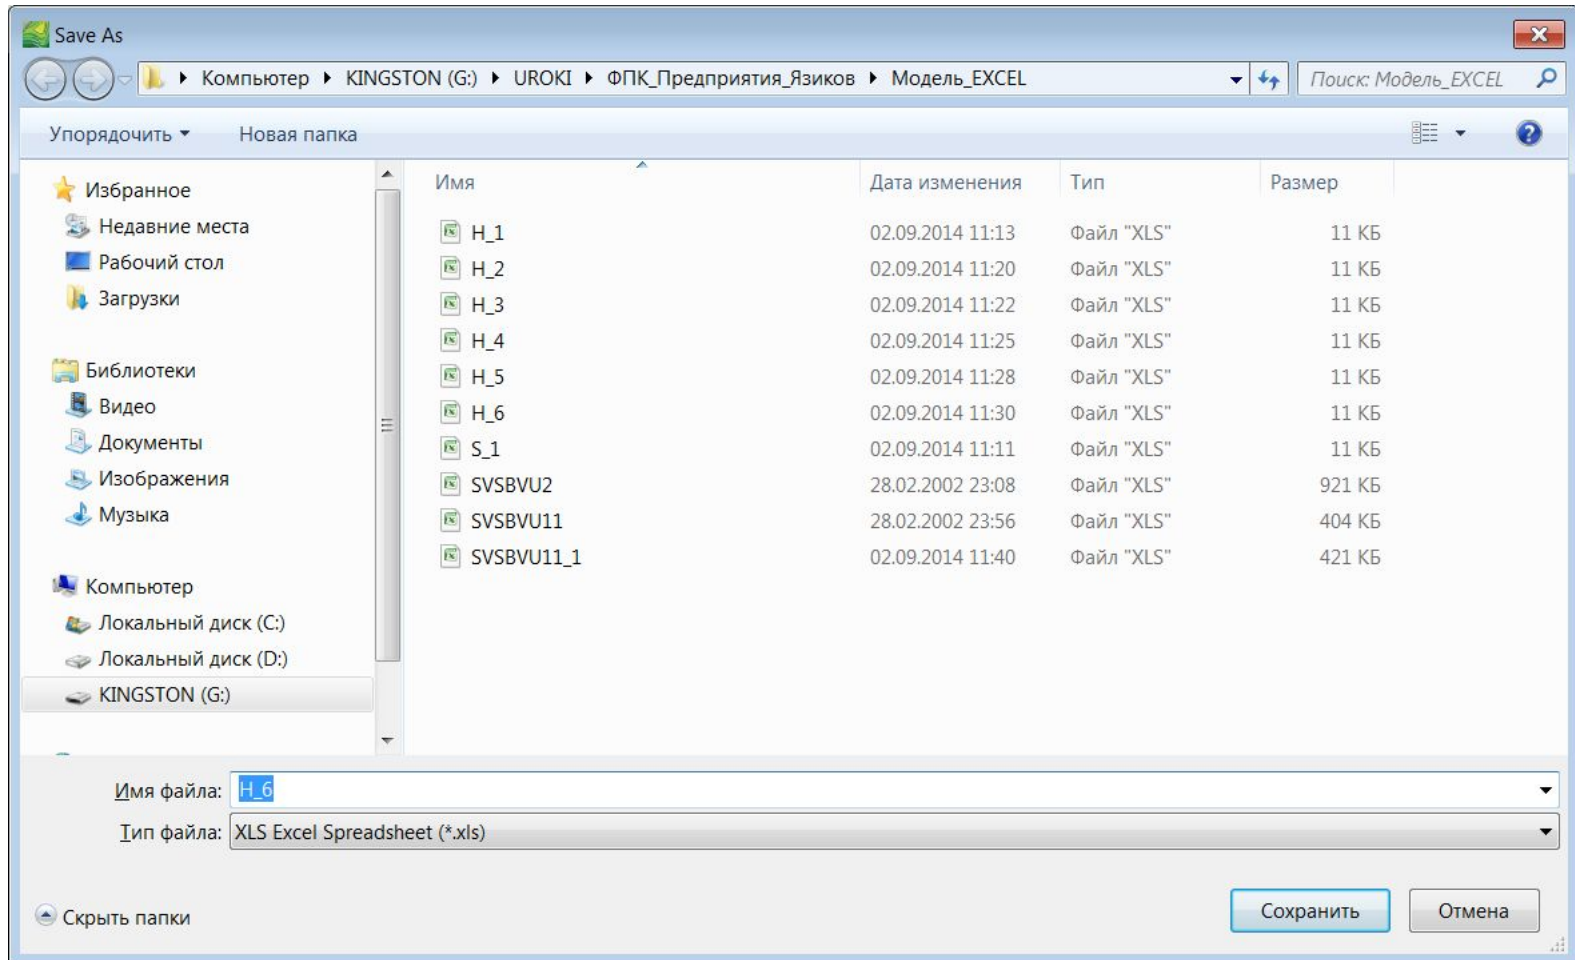 Save As
Компьютер KINGSTON (G:) UROKI ФПК_Предприятия_Язиков Модель_EXCEL Поиск: Модель_EXCEL
Упорядочить Новая папка
Имя Дата изменения Тип Размер
Избранное
Недавние места
Рабочий стол
Загрузки
Библиотеки
Видео
Документы
Изображения
Музыка
Компьютер
Локальный диск (C:)
Локальный диск (D:)
KINGSTON (G:)
H_1 02.09.2014 11:13 Файл "XLS" 11 КБ
H_2 02.09.2014 11:20 Файл "XLS" 11 КБ
H_3 02.09.2014 11:22 Файл "XLS" 11 КБ
H_4 02.09.2014 11:25 Файл "XLS" 11 КБ
H_5 02.09.2014 11:28 Файл "XLS" 11 КБ
H_6 02.09.2014 11:30 Файл "XLS" 11 КБ
S_1 02.09.2014 11:11 Файл "XLS" 11 КБ
SVSBVU2 28.02.2002 23:08 Файл "XLS" 921 КБ
SVSBVU11 28.02.2002 23:56 Файл "XLS" 404 КБ
SVSBVU11_1 02.09.2014 11:40 Файл "XLS" 421 КБ
Имя файла: H_6
Тип файла: XLS Excel Spreadsheet (*.xls)
Скрыть папки Сохранить Отмена